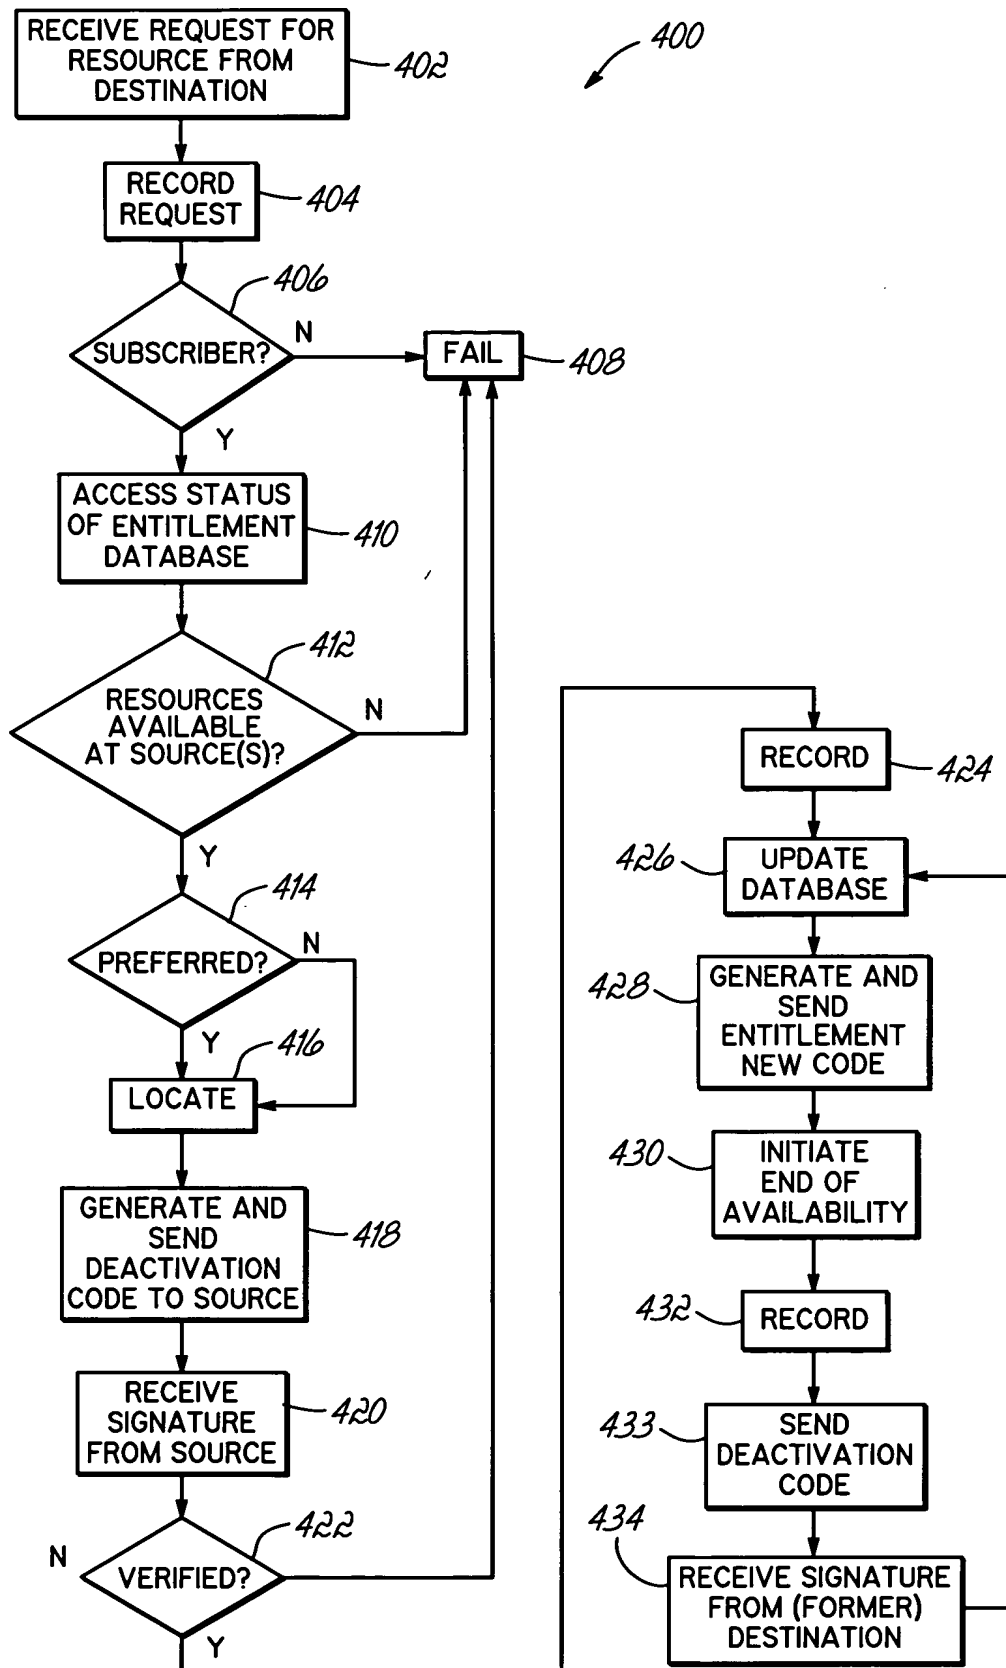 RECEIVE REQUEST FOR
RESOURCE FROM
DESTINATION
402
400
RECORD
REQUEST
404
406
SUBSCRIBER?
N
FAIL
408
Y
ACCESS STATUS
OF ENTITLEMENT
DATABASE
410
412
RESOURCES
AVAILABLE
AT SOURCE(S)?
N
Y
414
PREFERRED?
N
Y
416
LOCATE
GENERATE AND
SEND
DEACTIVATION
CODE TO SOURCE
418
RECEIVE
SIGNATURE
FROM SOURCE
420
422
N
VERIFIED?
Y
RECORD
424
426
UPDATE
DATABASE
428
GENERATE AND
SEND
ENTITLEMENT
NEW CODE
430
INITIATE
END OF
AVAILABILITY
432
RECORD
433
SEND
DEACTIVATION
CODE
434
RECEIVE SIGNATURE
FROM (FORMER)
DESTINATION